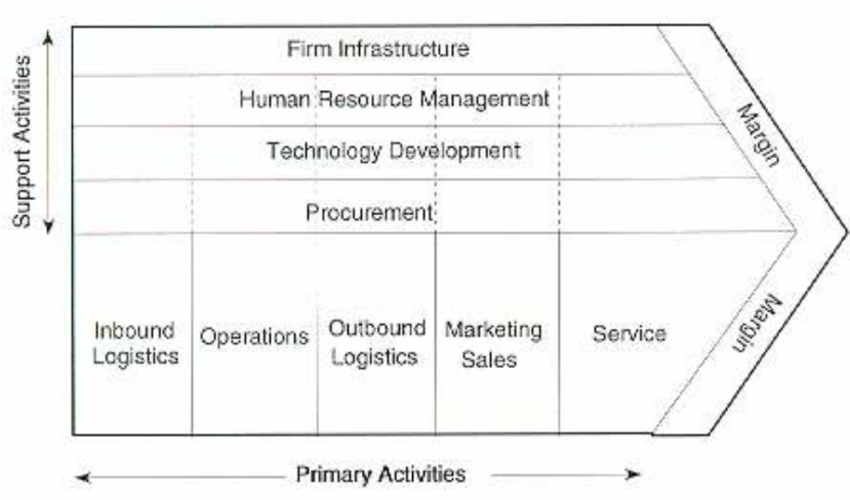 Support Activities
Firm Infrastructure
Human Resource Management
Technology Development
Procurement
Margin
Inbound
Logistics
Operations
Outbound
Logistics
Marketing
Sales
Service
Margin
Primary Activities